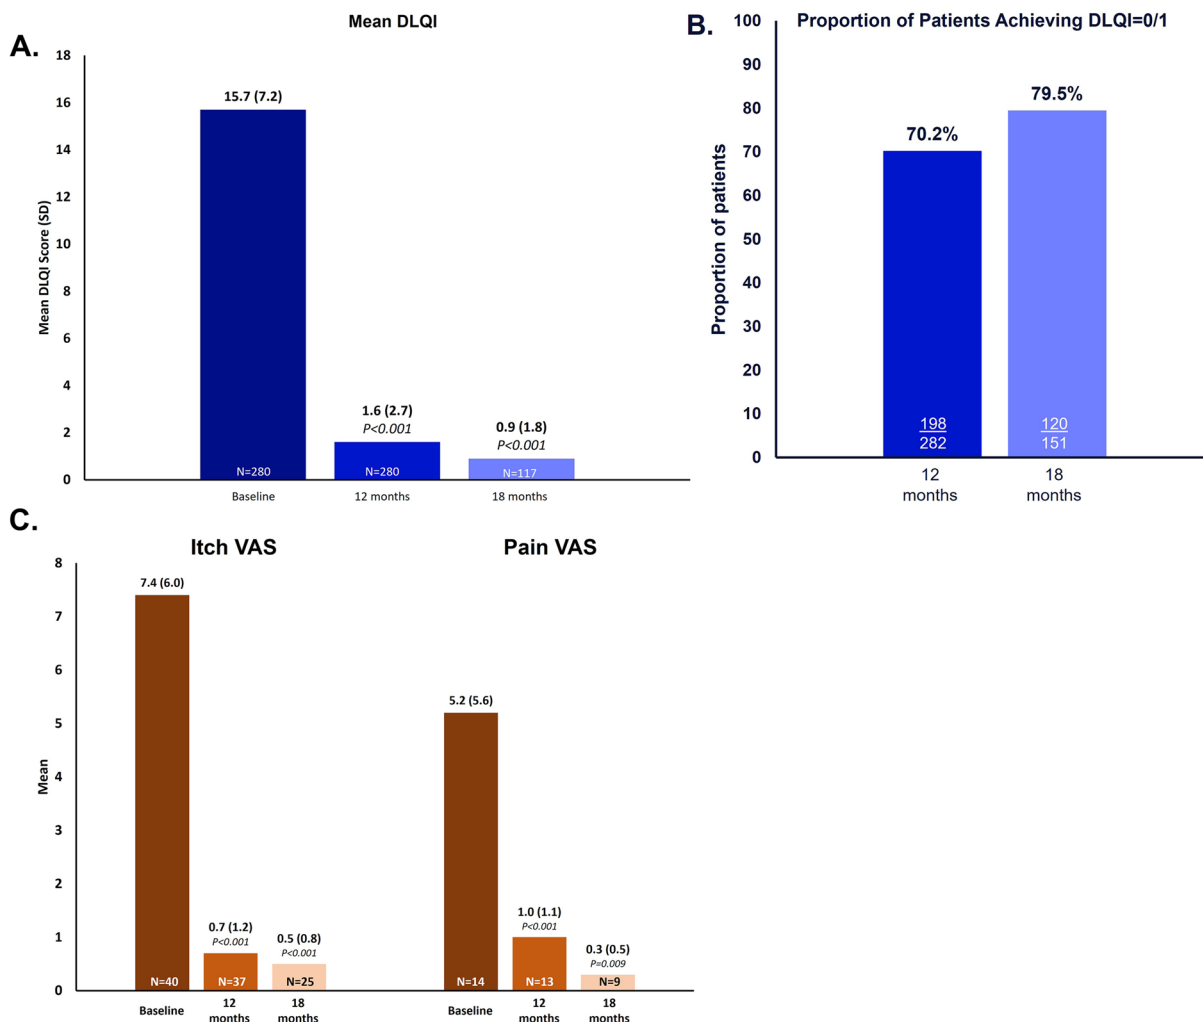 A.
Mean DLQI
Mean DLQI Score (SD)
18
16
14
12
10
8
6
4
2
0
15.7 (7.2)
1.6 (2.7)
P<0.001
0.9 (1.8)
P<0.001
N=280
N=280
N=117
Baseline
12 months
18 months
B.
Proportion of Patients Achieving DLQI=0/1
Proportion of patients
100
90
80
70
60
50
40
30
20
10
0
70.2%
79.5%
198
282
120
151
12
months
18
months
C.
Itch VAS
Pain VAS
Mean
8
7
6
5
4
3
2
1
0
7.4 (6.0)
0.7 (1.2)
P<0.001
0.5 (0.8)
P<0.001
N=40
N=37
N=25
Baseline
12
months
18
months
5.2 (5.6)
1.0 (1.1)
P<0.001
0.3 (0.5)
P=0.009
N=14
N=13
N=9
Baseline
12
months
18
months